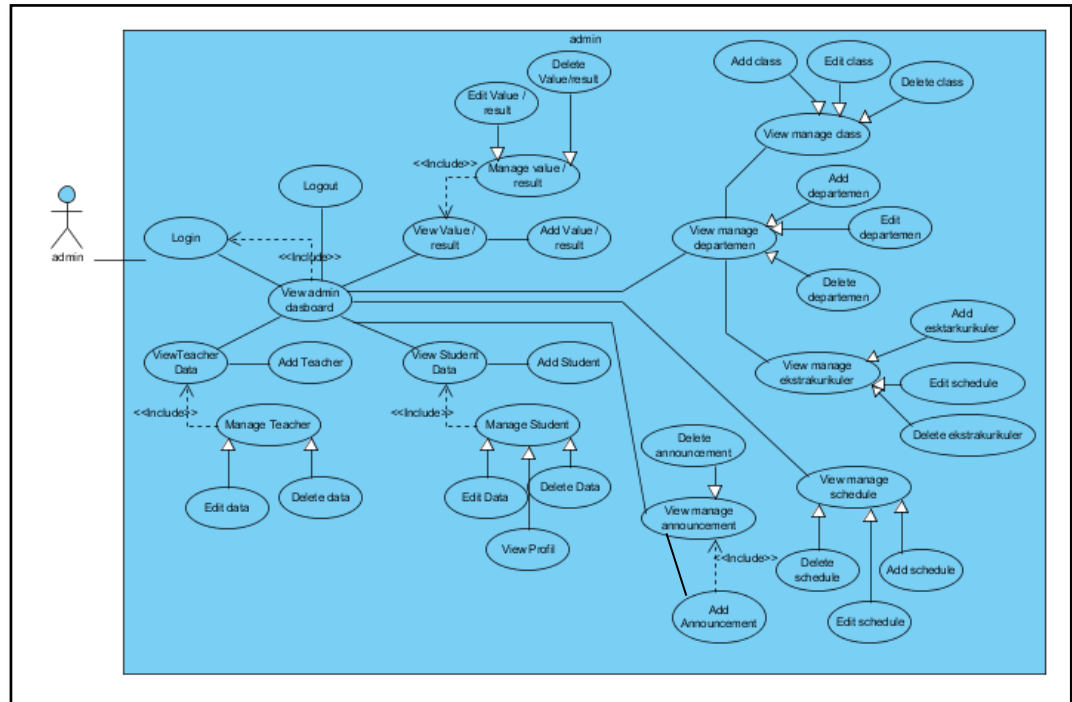 admin
Delete
Value/result
Add class
Edit class
Delete class
Edit Value /
result
View manage class
<<Include>>
Manage value /
result
Logout
Add
departemen
Edit
departemen
admin
Login
View Value /
result
Add Value /
result
View manage
departemen
<<Include>>
View admin
dasboard
Delete
departemen
Add
esktarkurikuler
ViewTeacher
Data
Add Teacher
View Student
Data
Add Student
View manage
ekstrakurikuler
Edit schedule
<<Include>>
<<Include>>
Manage Teacher
Manage Student
Delete ekstrakurikuler
Delete
announcement
Edit data
Delete data
Edit Data
Delete Data
View manage
schedule
View manage
announcement
View Profil
<<Include>>
Delete
schedule
Add schedule
Add
Announcement
Edit schedule